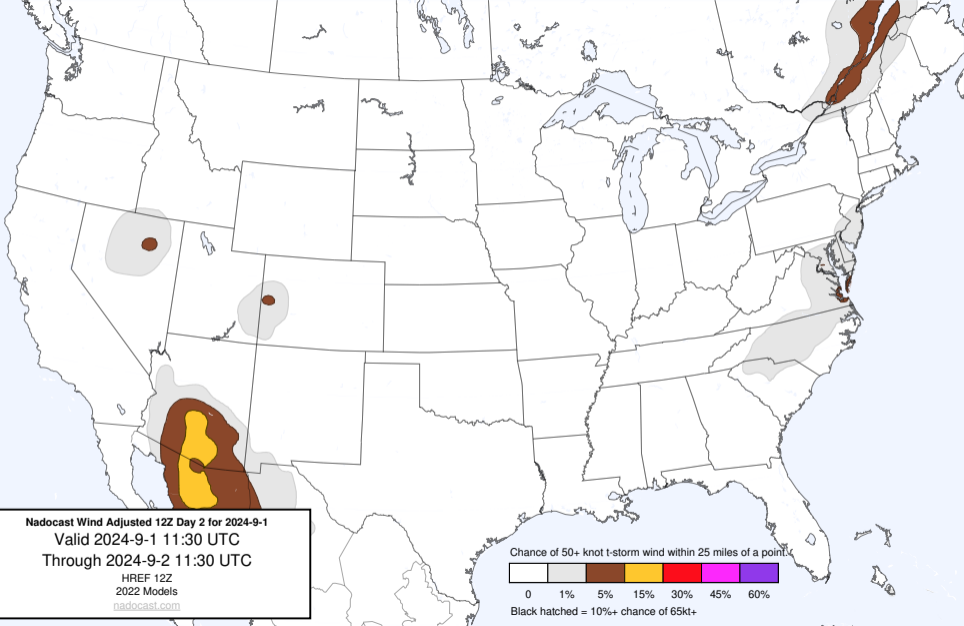 Nadocast Wind Adjusted 12Z Day 2 for 2024-9-1
Valid 2024-9-1 11:30 UTC
Through 2024-9-2 11:30 UTC
HREF 12Z
2022 Models
nadocast.com
Chance of 50+ knot t-storm wind within 25 miles of a point.
0 1% 5% 15% 30% 45% 60%
Black hatched = 10%+ chance of 65kt+